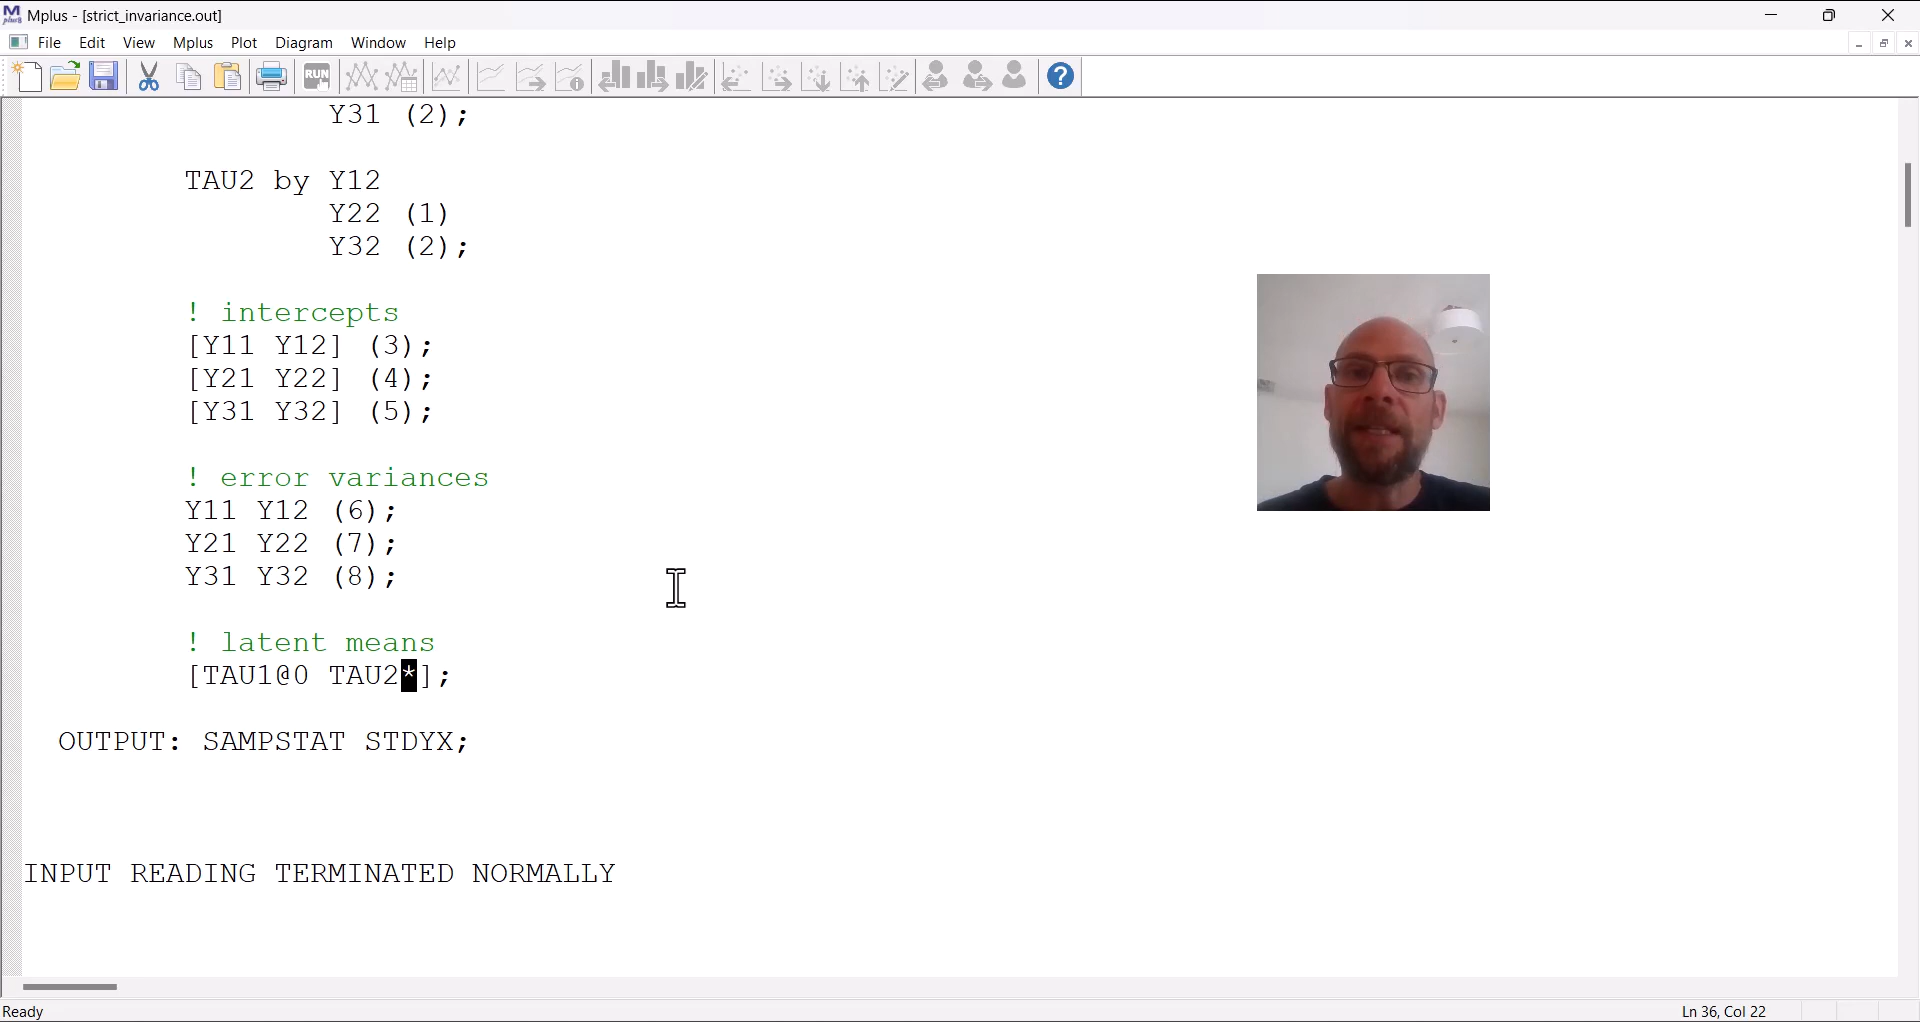 Mplus - [strict_invariance.out]
File Edit View Mplus Plot Diagram Window Help
RUN
Y31 (2);
TAU2 by Y12
Y22 (1)
Y32 (2);
! intercepts
[Y11 Y12] (3);
[Y21 Y22] (4);
[Y31 Y32] (5);
! error variances
Y11 Y12 (6);
Y21 Y22 (7);
Y31 Y32 (8);
! latent means
[TAU1@0 TAU2*];
OUTPUT: SAMPSTAT STDYX;
INPUT READING TERMINATED NORMALLY
Ready
Ln 36, Col 22